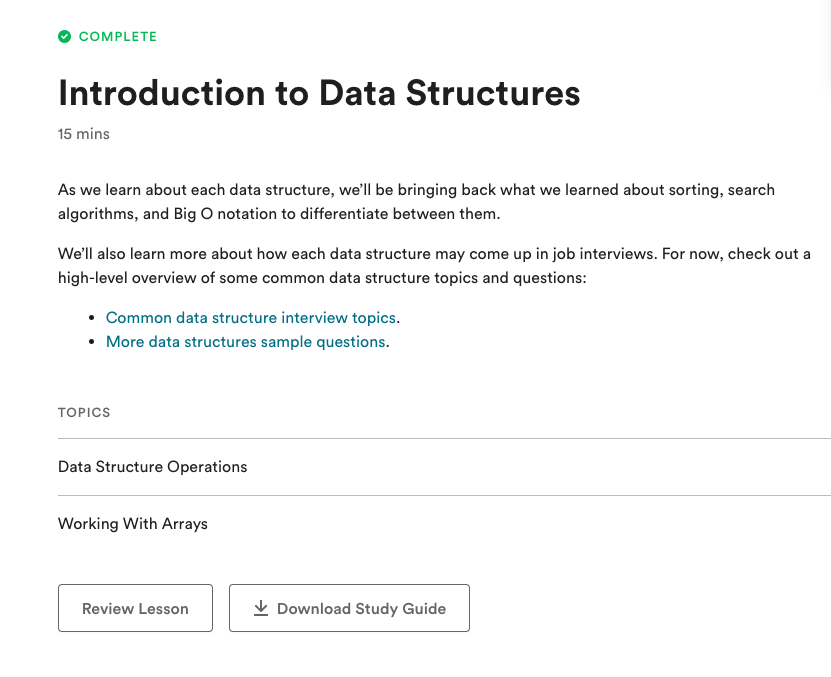 COMPLETE
Introduction to Data Structures
15 mins
As we learn about each data structure, we’ll be bringing back what we learned about sorting, search
algorithms, and Big O notation to differentiate between them.
We’ll also learn more about how each data structure may come up in job interviews. For now, check out a
high-level overview of some common data structure topics and questions:
• Common data structure interview topics.
• More data structures sample questions.
TOPICS
Data Structure Operations
Working With Arrays
Review Lesson
Download Study Guide